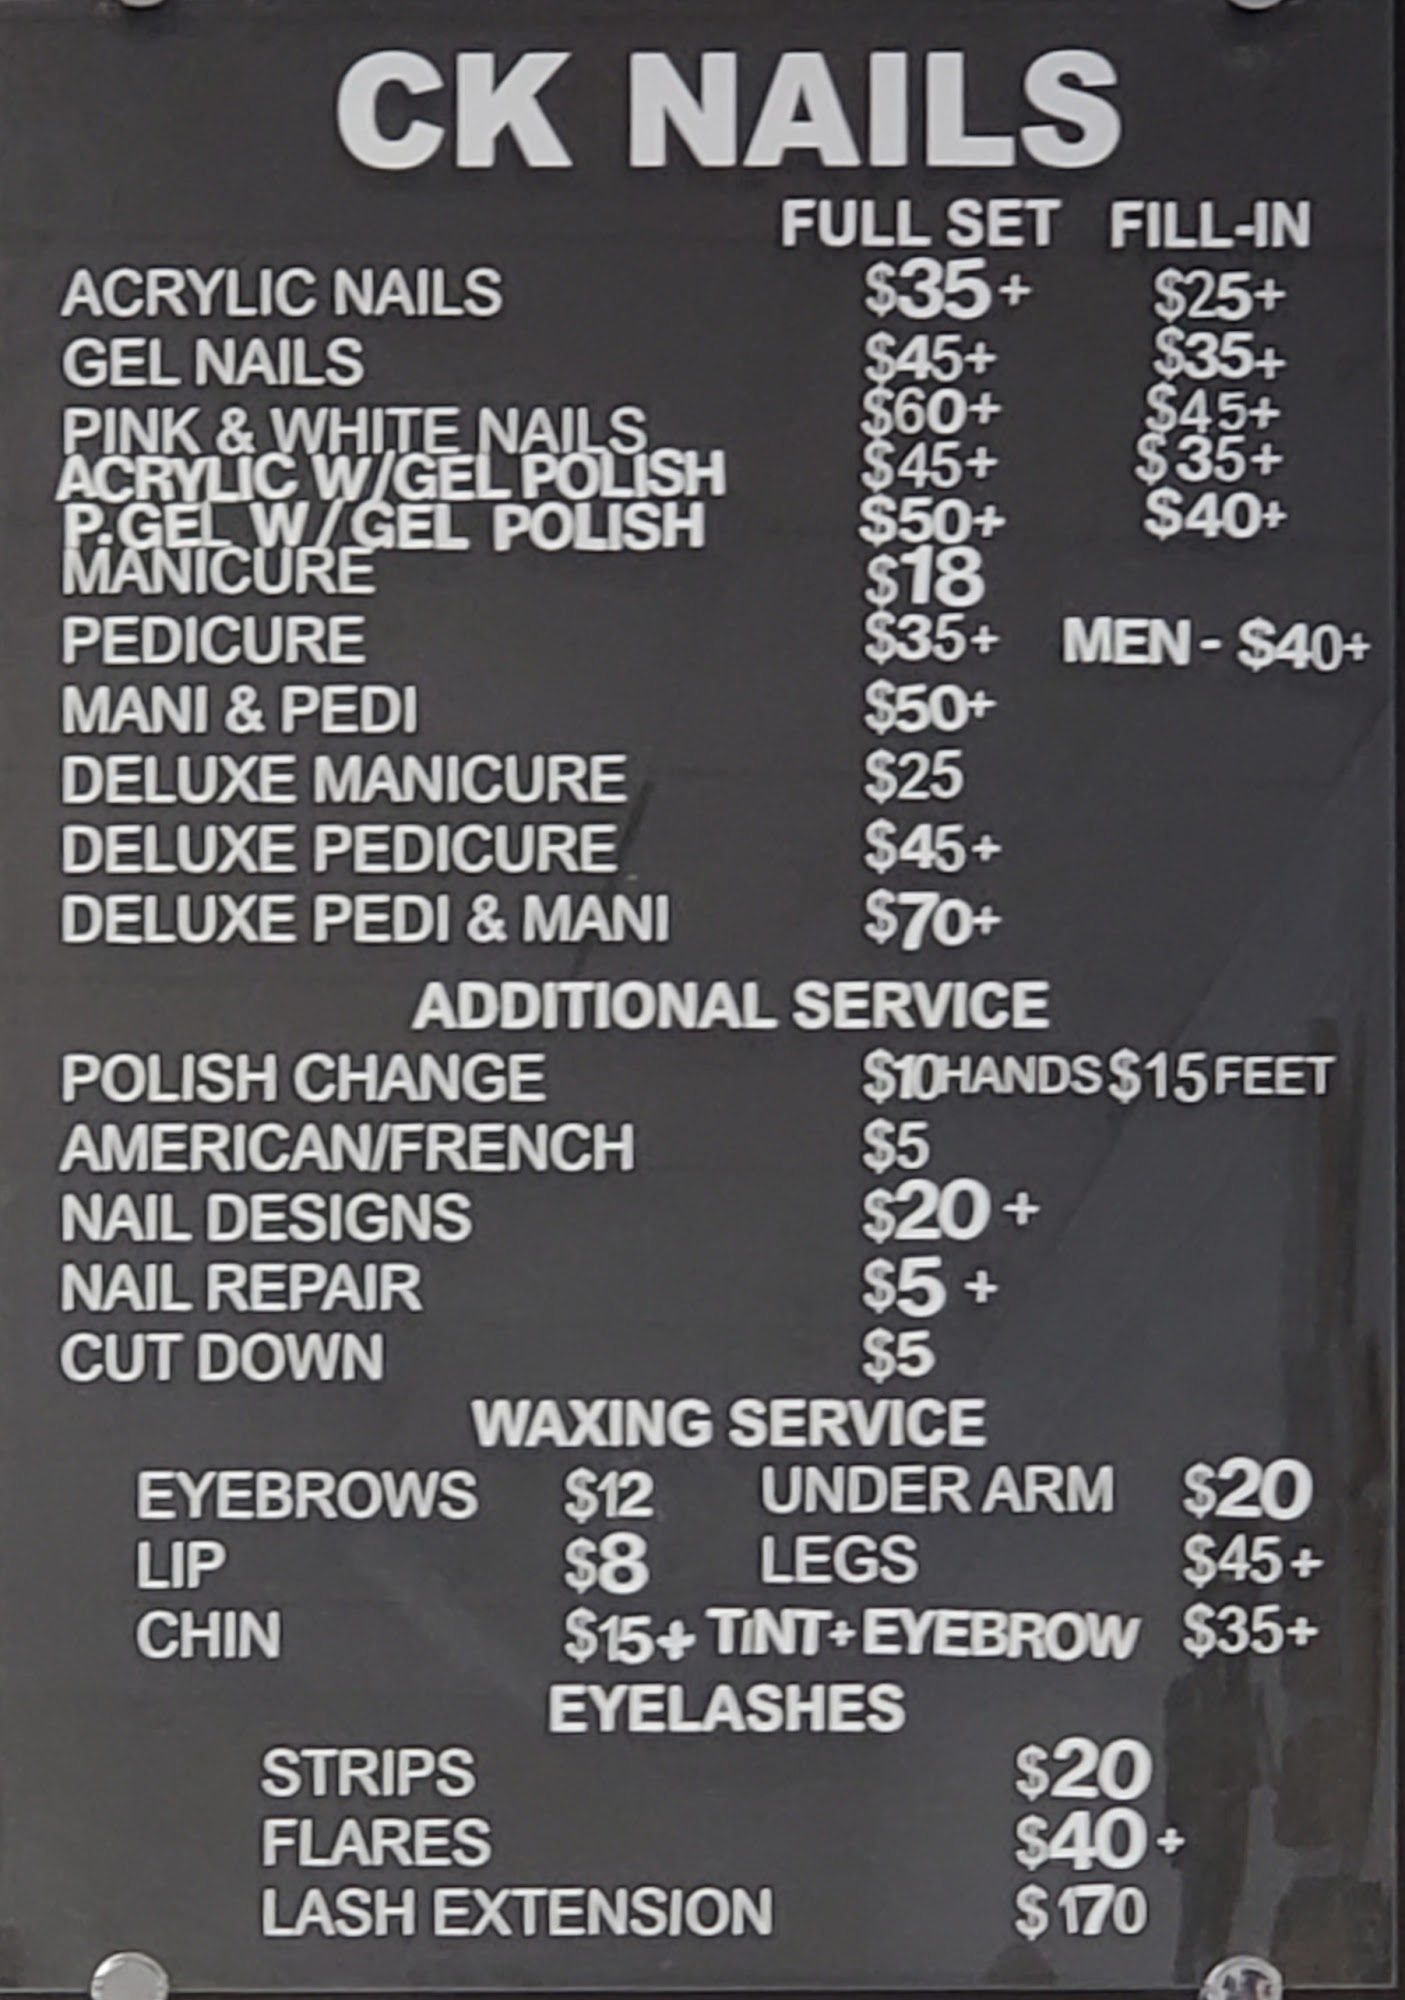 CK NAILS
FULL SET FILL-IN
ACRYLIC NAILS $35+ $25+
GEL NAILS $45+ $35+
PINK & WHITE NAILS $60+ $45+
ACRYLIC W/GEL POLISH $45+ $35+
P.GEL W/GEL POLISH $50+ $40+
MANICURE $18
PEDICURE $35+ MEN - $40+
MANI & PEDI $50+
DELUXE MANICURE $25
DELUXE PEDICURE $45+
DELUXE PEDI & MANI $70+
ADDITIONAL SERVICE
POLISH CHANGE $10 HANDS $15 FEET
AMERICAN/FRENCH $5
NAIL DESIGNS $20 +
NAIL REPAIR $5 +
CUT DOWN $5
WAXING SERVICE
EYEBROWS $12 UNDER ARM $20
LIP $8 LEGS $45+
CHIN $15+ TiNT+ EYEBROW $35+
EYELASHES
STRIPS $20
FLARES $40+
LASH EXTENSION $170